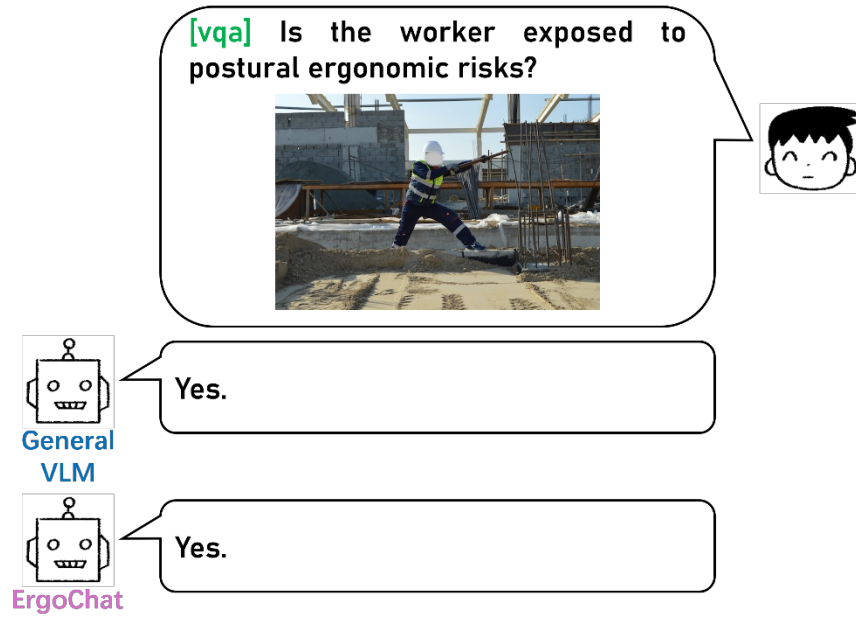 [vqa] Is the worker exposed to
postural ergonomic risks?
Yes.
General
VLM
Yes.
ErgoChat